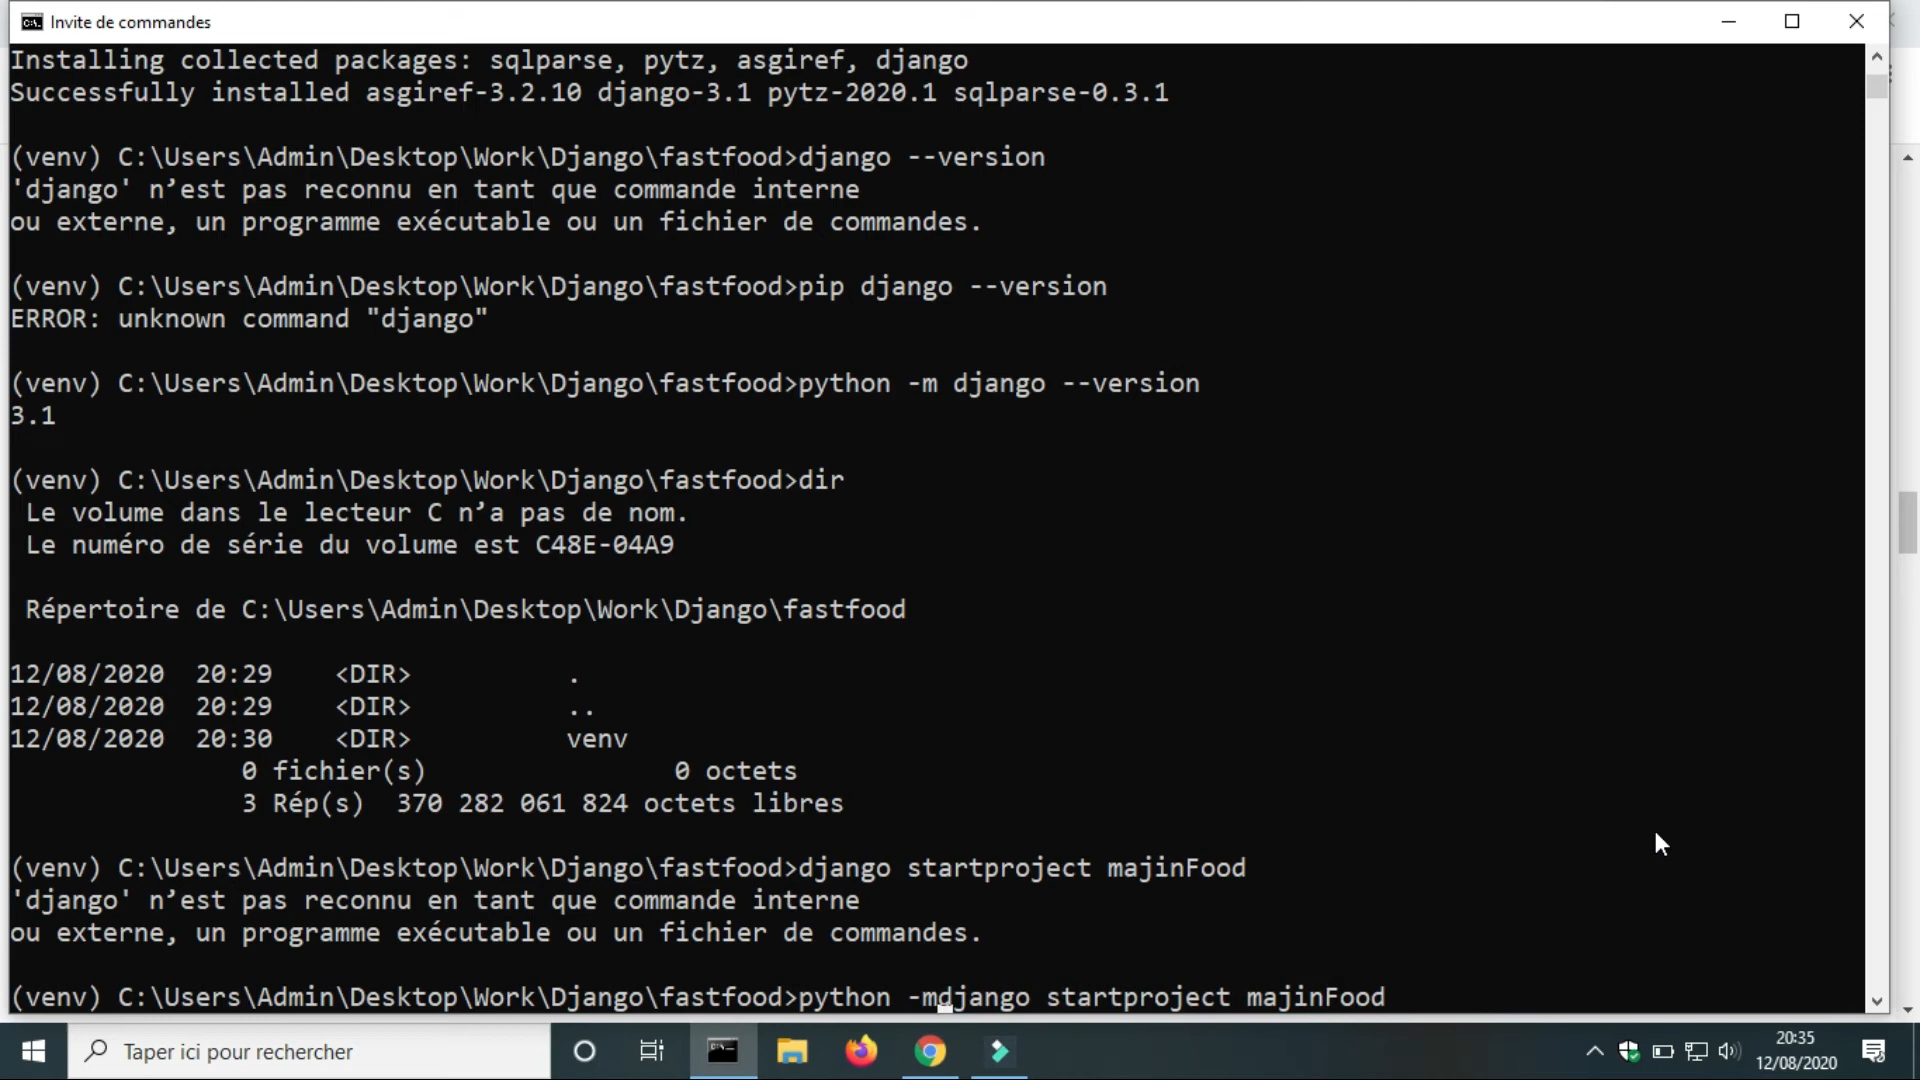 Invite de commandes
Installing collected packages: sqlparse, pytz, asgiref, django
Successfully installed asgiref-3.2.10 django-3.1 pytz-2020.1 sqlparse-0.3.1
(venv) C:\Users\Admin\Desktop\Work\Django\fastfood>django --version
'django' n’est pas reconnu en tant que commande interne
ou externe, un programme exécutable ou un fichier de commandes.
(venv) C:\Users\Admin\Desktop\Work\Django\fastfood>pip django --version
ERROR: unknown command "django"
(venv) C:\Users\Admin\Desktop\Work\Django\fastfood>python -m django --version
3.1
(venv) C:\Users\Admin\Desktop\Work\Django\fastfood>dir
Le volume dans le lecteur C n’a pas de nom.
Le numéro de série du volume est C48E-04A9
Répertoire de C:\Users\Admin\Desktop\Work\Django\fastfood
12/08/2020  20:29    <DIR>          .
12/08/2020  20:29    <DIR>          ..
12/08/2020  20:30    <DIR>          venv
0 fichier(s)                0 octets
3 Rép(s)  370 282 061 824 octets libres
(venv) C:\Users\Admin\Desktop\Work\Django\fastfood>django startproject majinFood
'django' n’est pas reconnu en tant que commande interne
ou externe, un programme exécutable ou un fichier de commandes.
(venv) C:\Users\Admin\Desktop\Work\Django\fastfood>python -mdjango startproject majinFood
Taper ici pour rechercher
20:35
12/08/2020